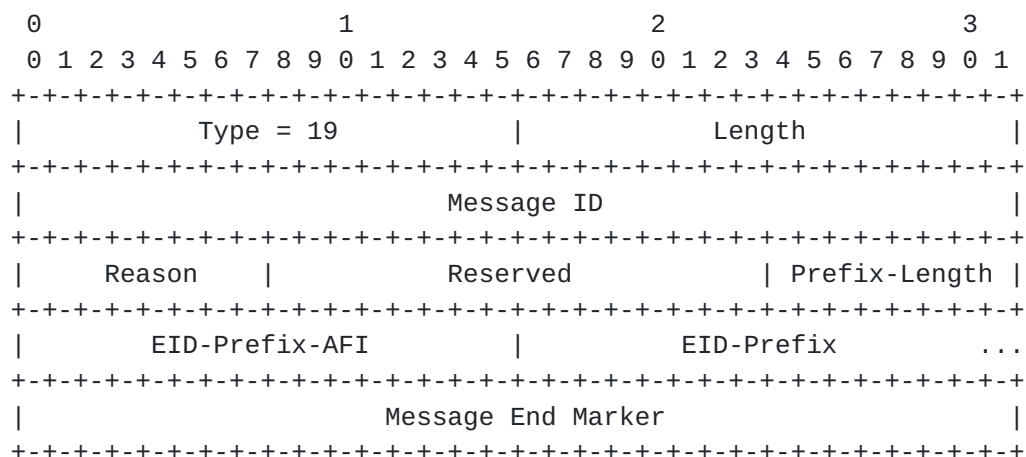 0                   1                   2                   3
 0 1 2 3 4 5 6 7 8 9 0 1 2 3 4 5 6 7 8 9 0 1 2 3 4 5 6 7 8 9 0 1
+-+-+-+-+-+-+-+-+-+-+-+-+-+-+-+-+-+-+-+-+-+-+-+-+-+-+-+-+-+-+-+-+
|           Type = 19           |            Length             |
+-+-+-+-+-+-+-+-+-+-+-+-+-+-+-+-+-+-+-+-+-+-+-+-+-+-+-+-+-+-+-+-+
|                           Message ID                          |
+-+-+-+-+-+-+-+-+-+-+-+-+-+-+-+-+-+-+-+-+-+-+-+-+-+-+-+-+-+-+-+-+
|     Reason    |           Reserved            | Prefix-Length |
+-+-+-+-+-+-+-+-+-+-+-+-+-+-+-+-+-+-+-+-+-+-+-+-+-+-+-+-+-+-+-+-+
|        EID-Prefix-AFI         |          EID-Prefix         ...
+-+-+-+-+-+-+-+-+-+-+-+-+-+-+-+-+-+-+-+-+-+-+-+-+-+-+-+-+-+-+-+-+
|                       Message End Marker                      |
+-+-+-+-+-+-+-+-+-+-+-+-+-+-+-+-+-+-+-+-+-+-+-+-+-+-+-+-+-+-+-+-+